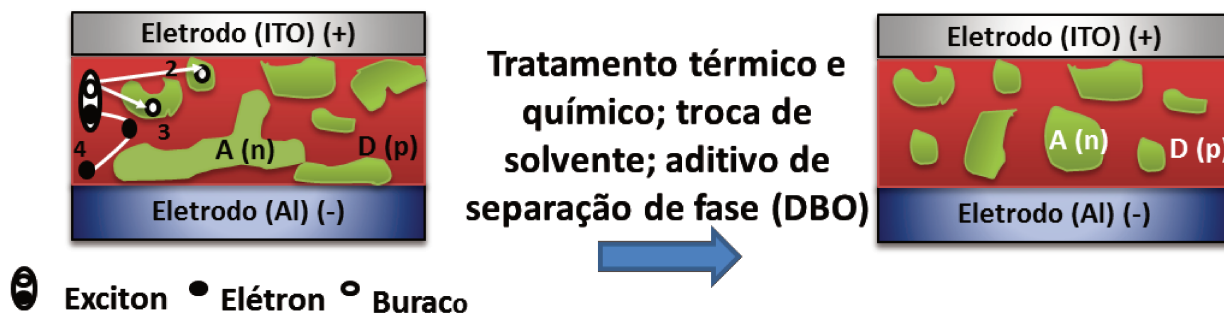 Eletrodo (ITO) (+)
2
3
4
A (n)
D (p)
Eletrodo (Al) (-)
Exciton Elétron Buraco
Tratamento térmico e
químico; troca de
solvente; aditivo de
separação de fase (DBO)
Eletrodo (ITO) (+)
A (n)
D (p)
Eletrodo (Al) (-)